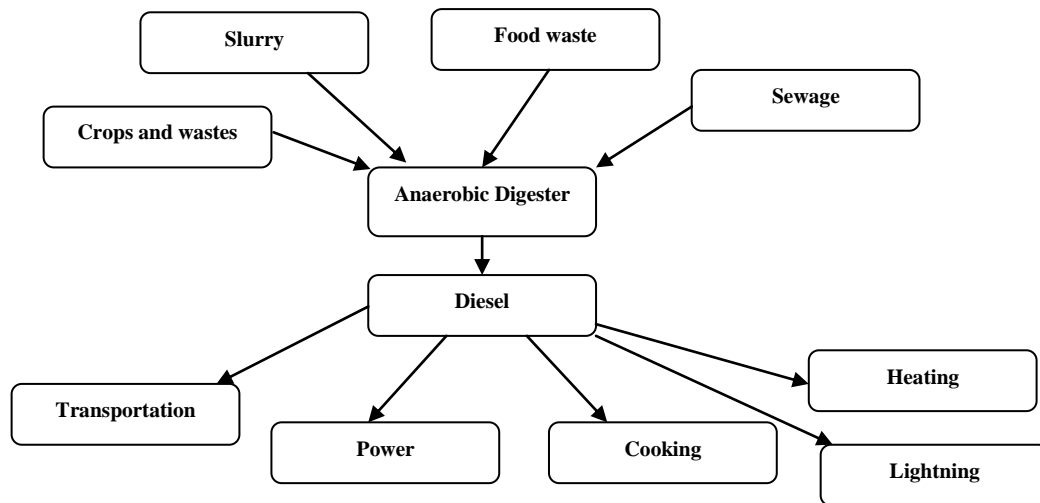 Slurry
Food waste
Sewage
Crops and wastes
Anaerobic Digester
Diesel
Heating
Transportation
Power
Cooking
Lightning